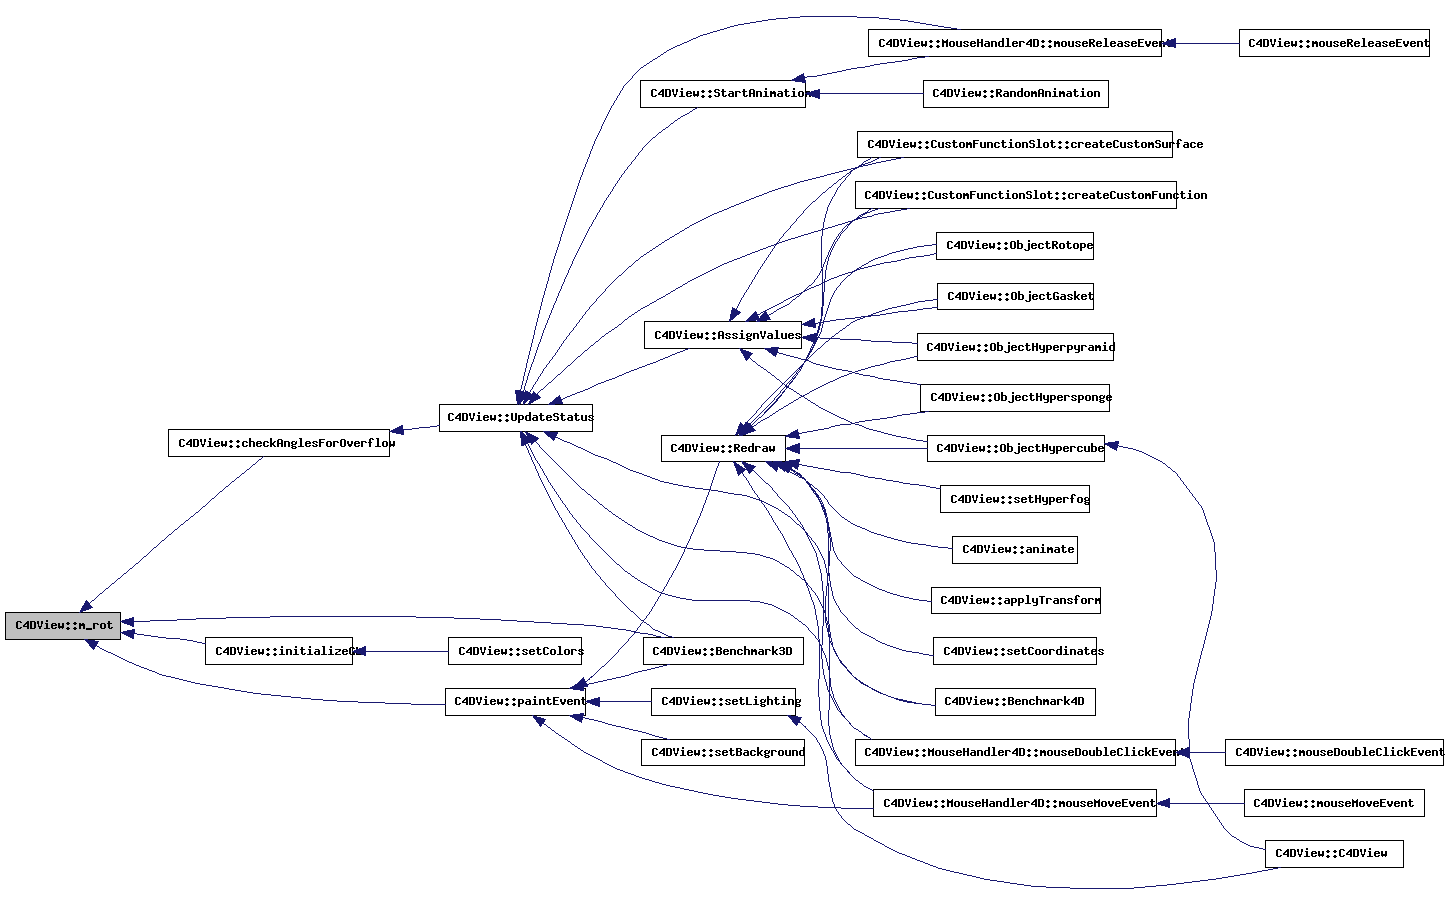 C4DView::MouseHandler4D::mouseReleaseEvent
C4DView::mouseReleaseEvent
C4DView::StartAnimation
C4DView::RandomAnimation
C4DView::CustomFunctionSlot::createCustomSurface
C4DView::CustomFunctionSlot::createCustomFunction
C4DView::ObjectRotope
C4DView::ObjectGasket
C4DView::AssignValues
C4DView::ObjectHyperpyramid
C4DView::ObjectHypersponge
C4DView::UpdateStatus
C4DView::checkAnglesForOverflow
C4DView::Redraw
C4DView::ObjectHypercube
C4DView::setHyperfog
C4DView::animate
C4DView::applyTransform
C4DView::m_rot
C4DView::initializeGL
C4DView::setColors
C4DView::Benchmark3D
C4DView::setCoordinates
C4DView::paintEvent
C4DView::setLighting
C4DView::Benchmark4D
C4DView::setBackground
C4DView::MouseHandler4D::mouseDoubleClickEvent
C4DView::mouseDoubleClickEvent
C4DView::MouseHandler4D::mouseMoveEvent
C4DView::mouseMoveEvent
C4DView::C4DView